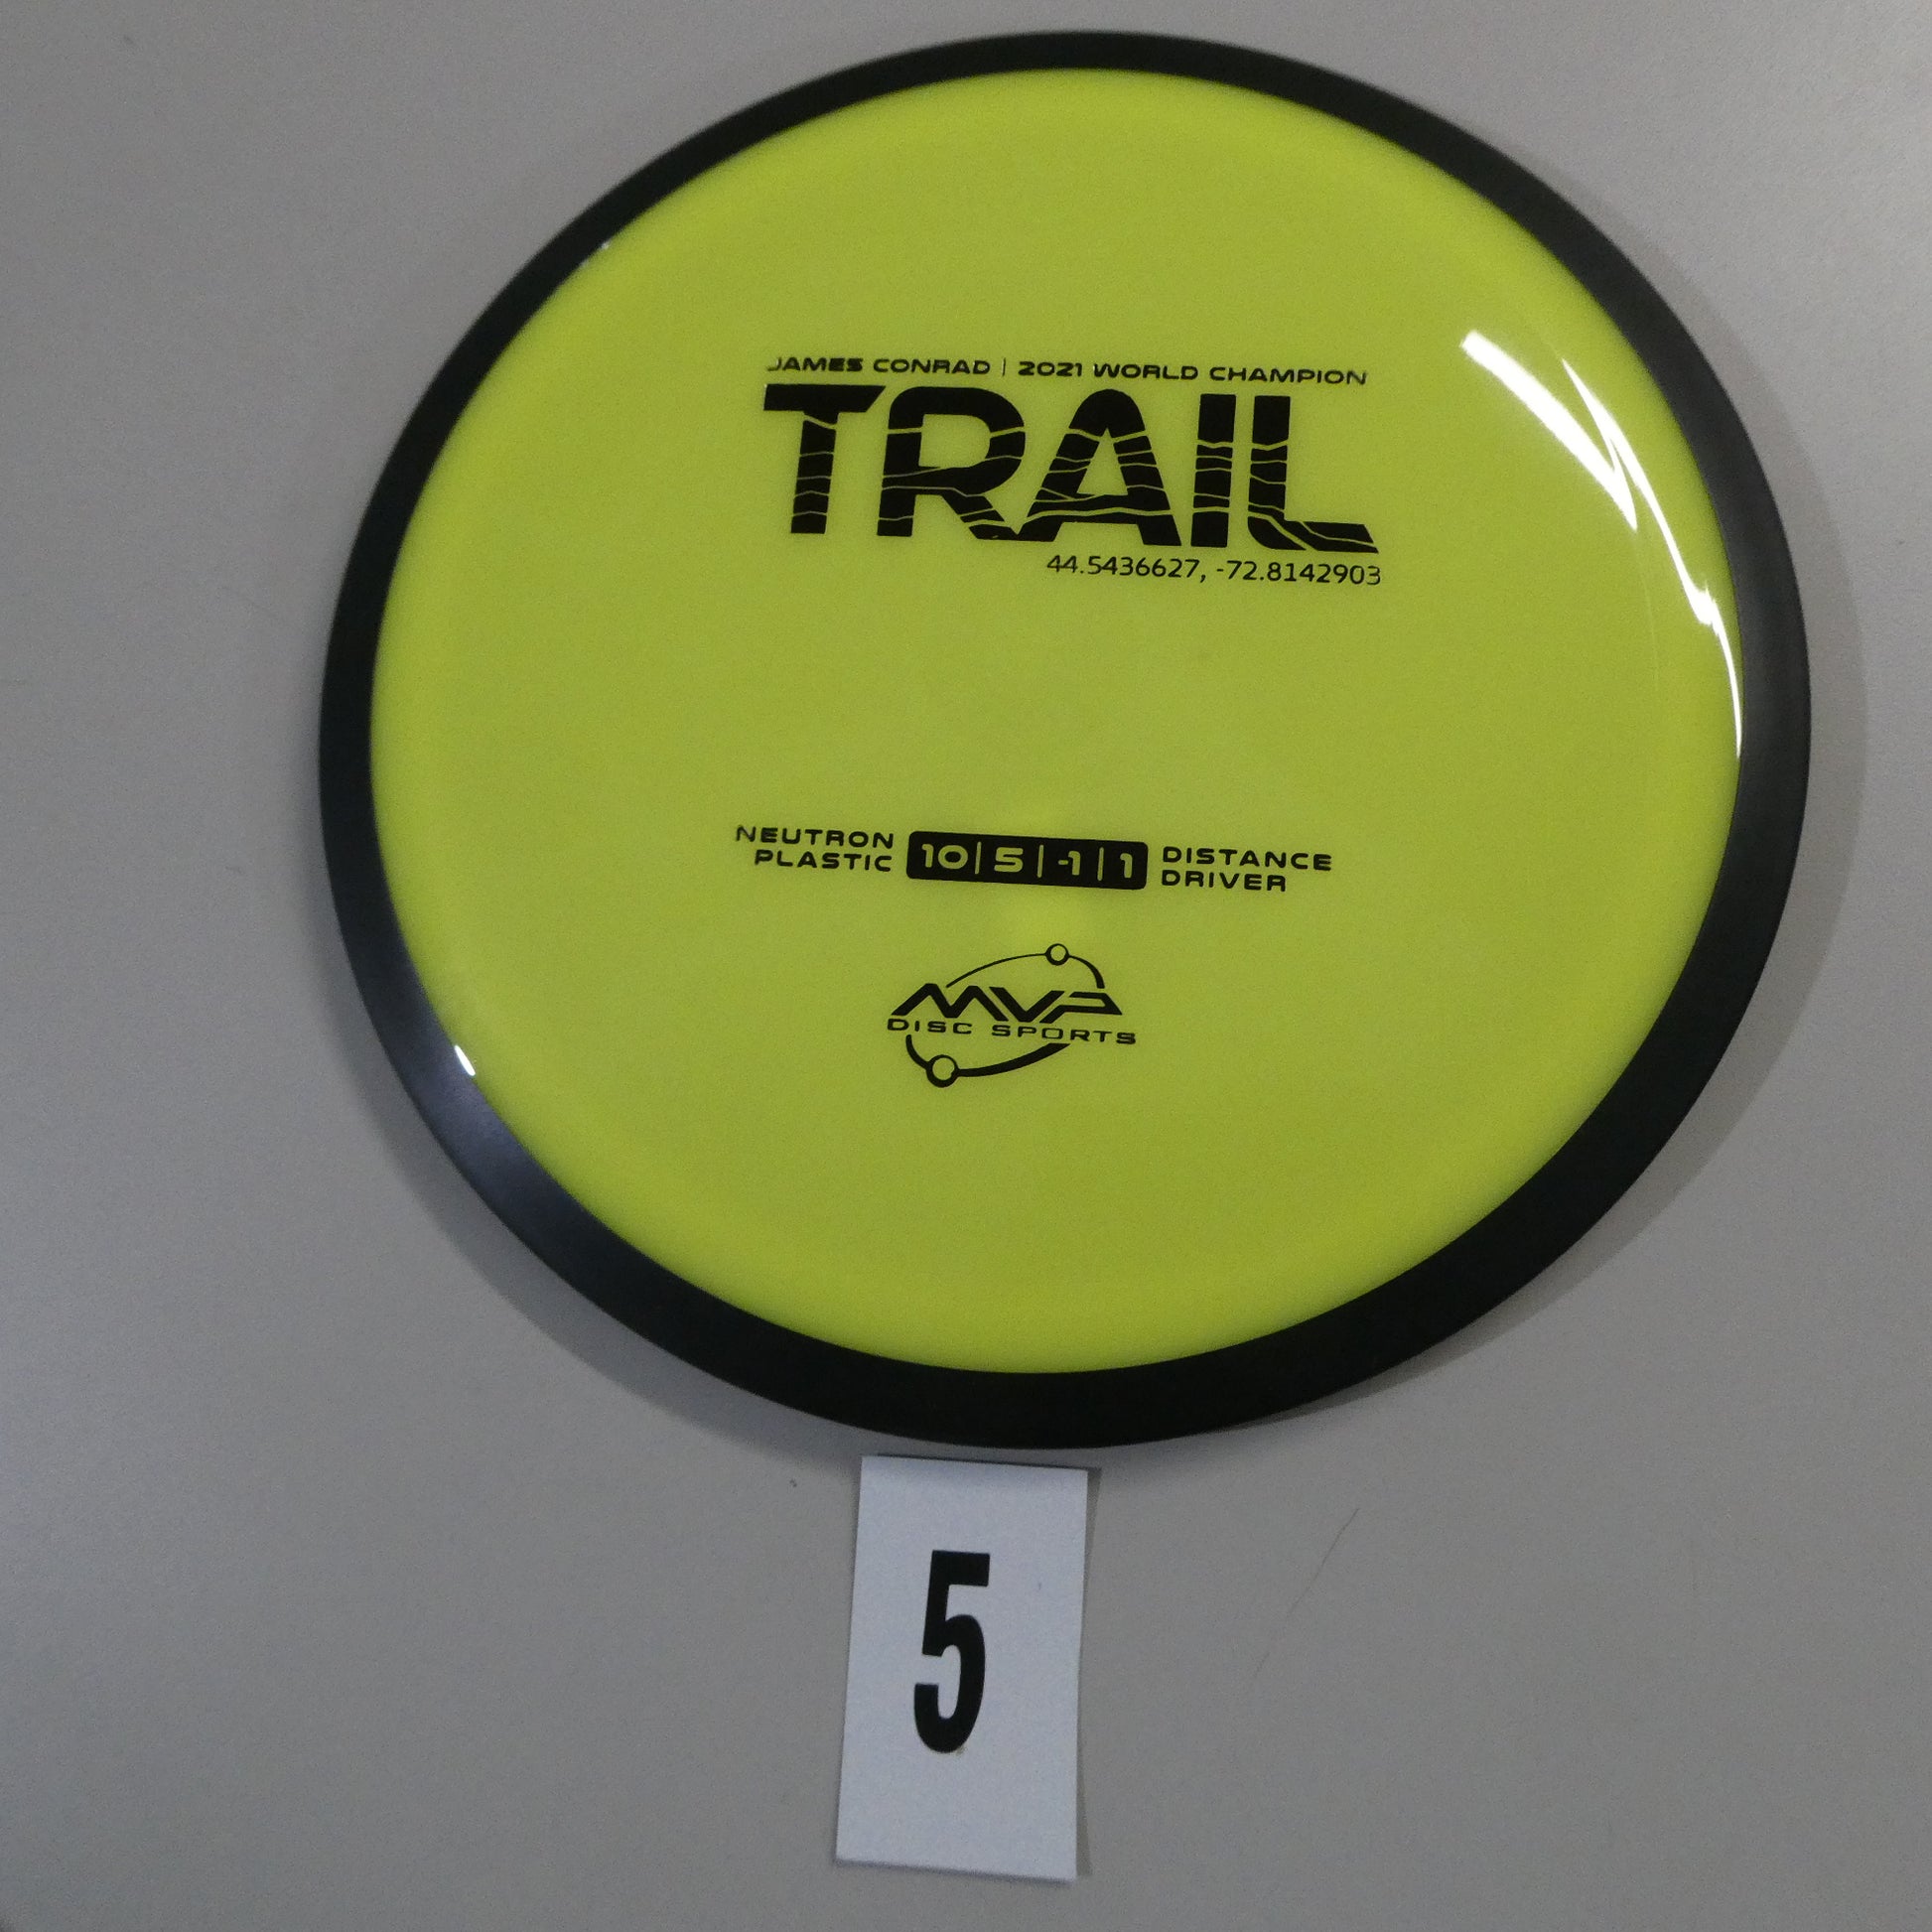 JAMES CONRAD | 2021 WORLD CHAMPION
TRAIL
44.5436627, -72.8142903
NEUTRON PLASTIC 10|5|-1|1 DISTANCE DRIVER
MVP
DISC SPORTS
5